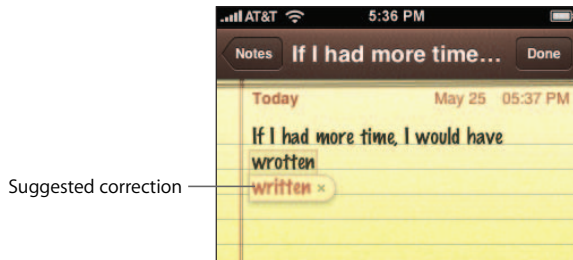 AT&T 5:36 PM
Notes If I had more time... Done
Today May 25 05:37 PM
If I had more time, I would have
wrotten
Suggested correction written ×